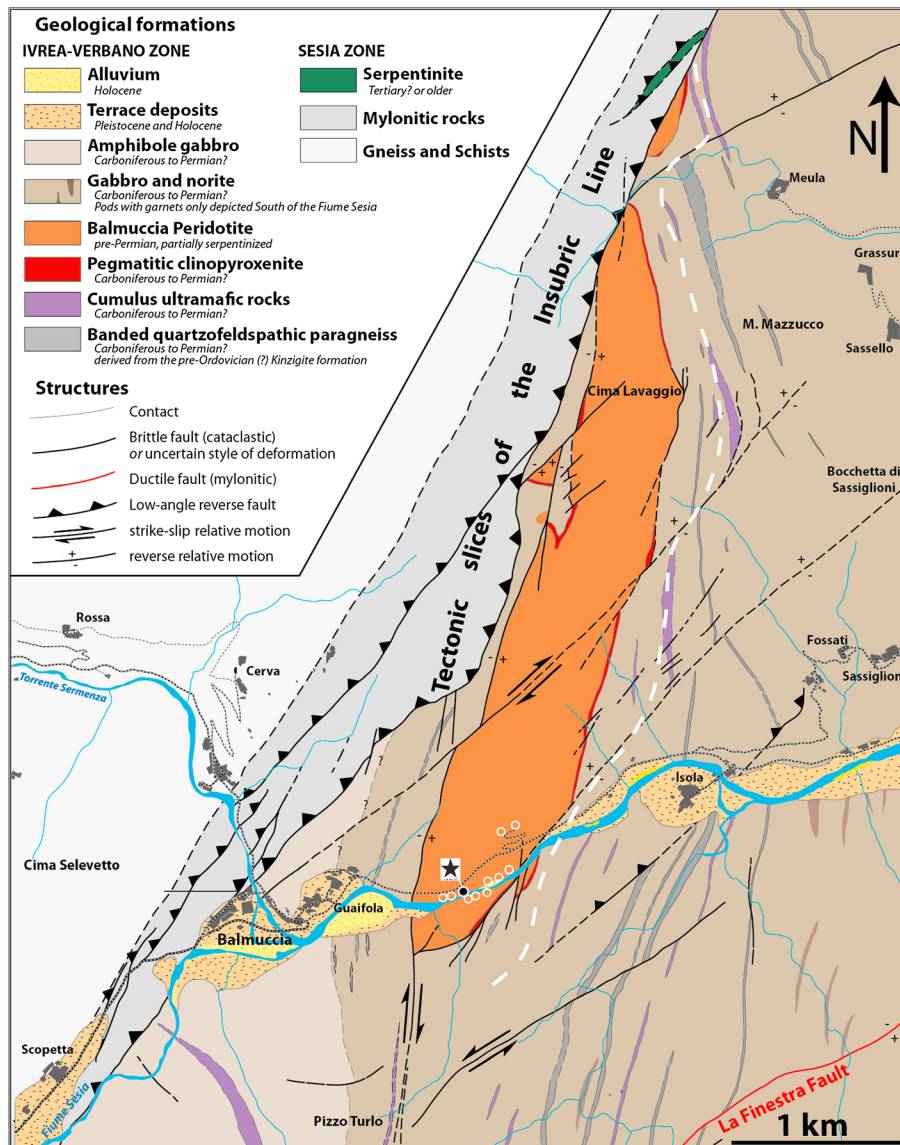 Geological formations
IVREA-VERBANO ZONE
Alluvium
Holocene
Terrace deposits
Pleistocene and Holocene
Amphibole gabbro
Carboniferous to Permian?
Gabbro and norite
Carboniferous to Permian?
Pods with garnets only depicted South of the Fiume Sesia
Balmuccia Peridotite
pre-Permian, partially serpentinized
Pegmatitic clinopyroxenite
Carboniferous to Permian?
Cumulus ultramafic rocks
Carboniferous to Permian?
Banded quartzofeldspathic paragneiss
Carboniferous to Permian?
derived from the pre-Ordovician (?) Kinzigite formation
SESIA ZONE
Serpentinite
Tertiary? or older
Mylonitic rocks
Gneiss and Schists
Structures
Contact
Brittle fault (cataclastic)
or uncertain style of deformation
Ductile fault (mylonitic)
Low-angle reverse fault
strike-slip relative motion
+
-
reverse relative motion
N
Tectonic slices of the Insubric Line
Meula
Grassur
M. Mazzucco
Sassello
Cima Lavaggio
Bocchetta di
Sassiglioni
Rossa
Cerva
Torrente Sermenza
Fossati
Sassiglion
Isola
Cima Selevetto
Guaifola
Balmuccia
Scopetta
Fiume Sesia
Pizzo Turlo
La Finestra Fault
1 km